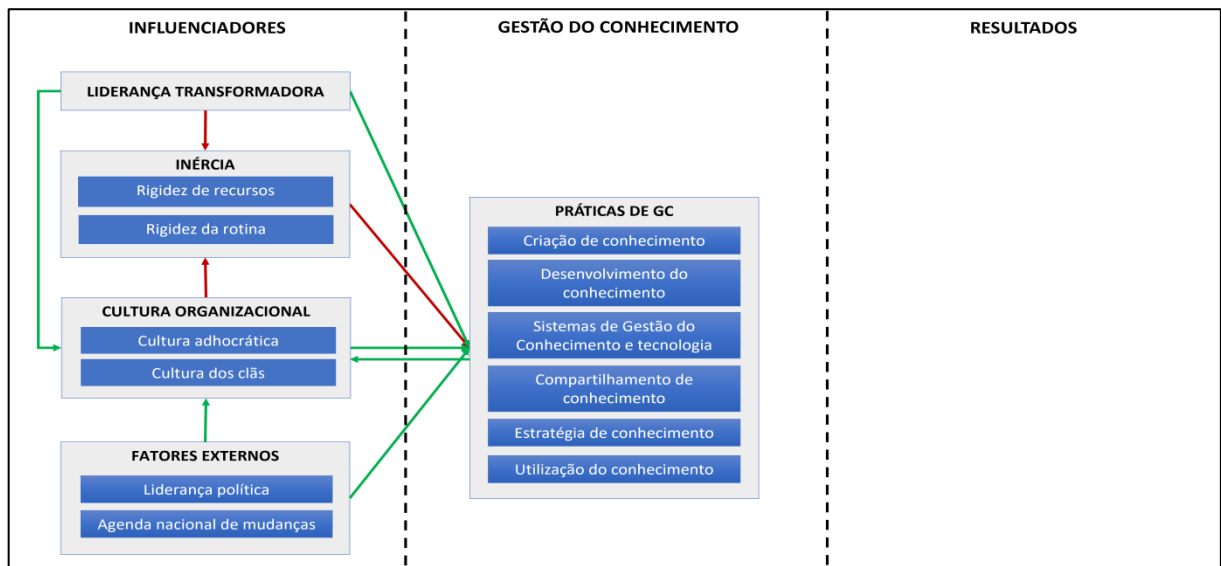 INFLUENCIADORES
LIDERANÇA TRANSFORMADORA
INÉRCIA
Rigidez de recursos
Rigidez da rotina
CULTURA ORGANIZACIONAL
Cultura adhocrática
Cultura dos clãs
FATORES EXTERNOS
Liderança política
Agenda nacional de mudanças
GESTÃO DO CONHECIMENTO
PRÁTICAS DE GC
Criação de conhecimento
Desenvolvimento do
conhecimento
Sistemas de Gestão do
Conhecimento e tecnologia
Compartilhamento de
conhecimento
Estratégia de conhecimento
Utilização do conhecimento
RESULTADOS